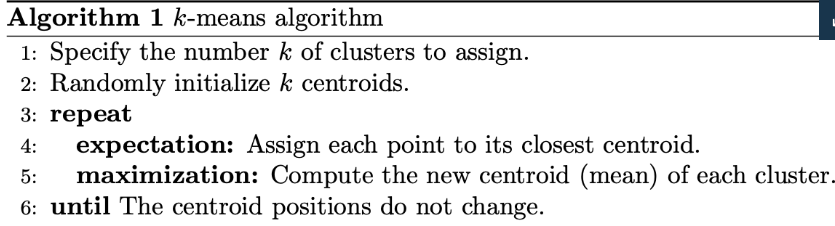 Algorithm 1 k-means algorithm
1: Specify the number k of clusters to assign.
2: Randomly initialize k centroids.
3: repeat
4: expectation: Assign each point to its closest centroid.
5: maximization: Compute the new centroid (mean) of each cluster.
6: until The centroid positions do not change.